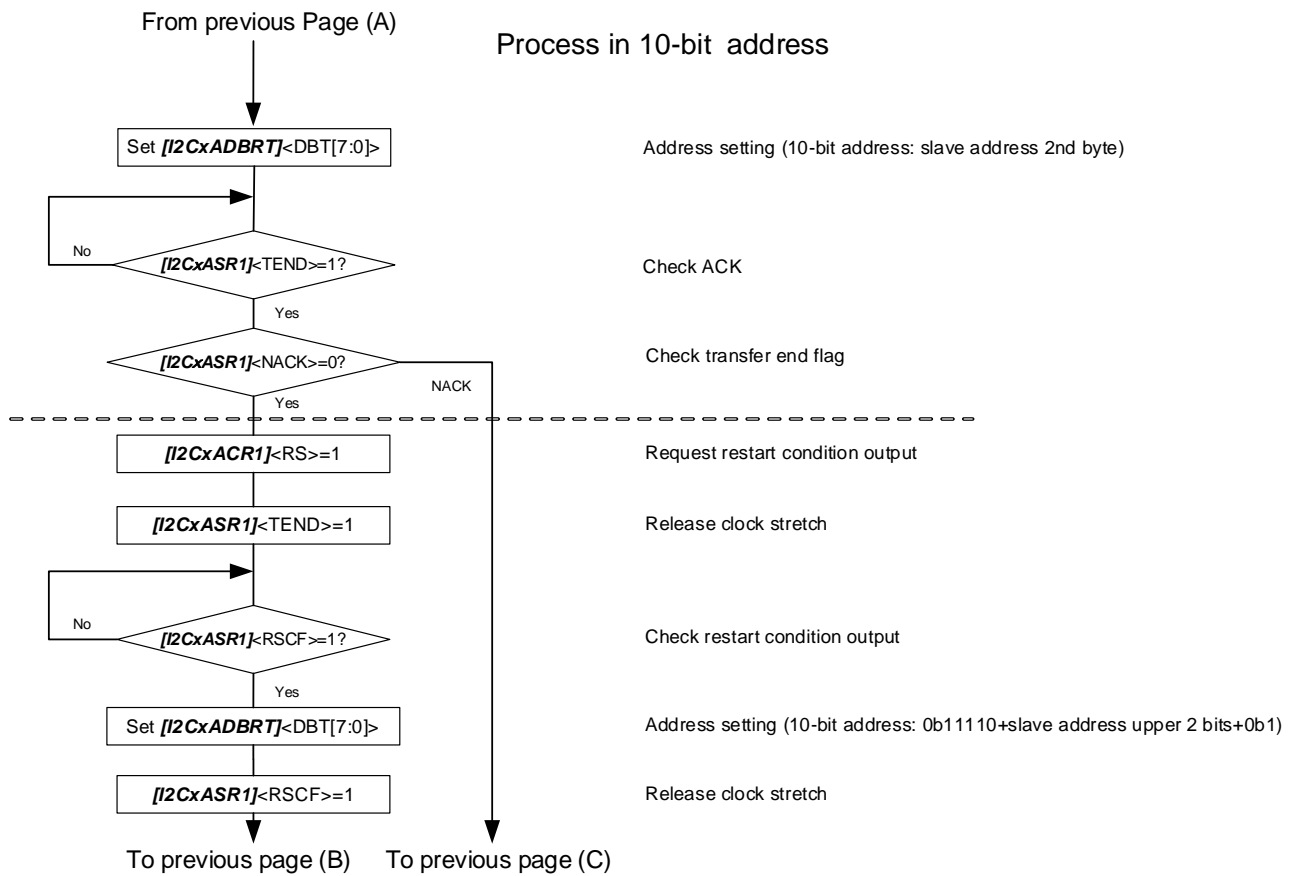 From previous Page (A)
Process in 10-bit address
Set [I2CxADBRT]<DBT[7:0]>
Address setting (10-bit address: slave address 2nd byte)
No
[I2CxASR1]<TEND>=1?
Check ACK
Yes
[I2CxASR1]<NACK>=0?
Check transfer end flag
NACK
Yes
[I2CxACR1]<RS>=1
Request restart condition output
[I2CxASR1]<TEND>=1
Release clock stretch
No
[I2CxASR1]<RSCF>=1?
Check restart condition output
Yes
Set [I2CxADBRT]<DBT[7:0]>
Address setting (10-bit address: 0b11110+slave address upper 2 bits+0b1)
[I2CxASR1]<RSCF>=1
Release clock stretch
To previous page (B)
To previous page (C)